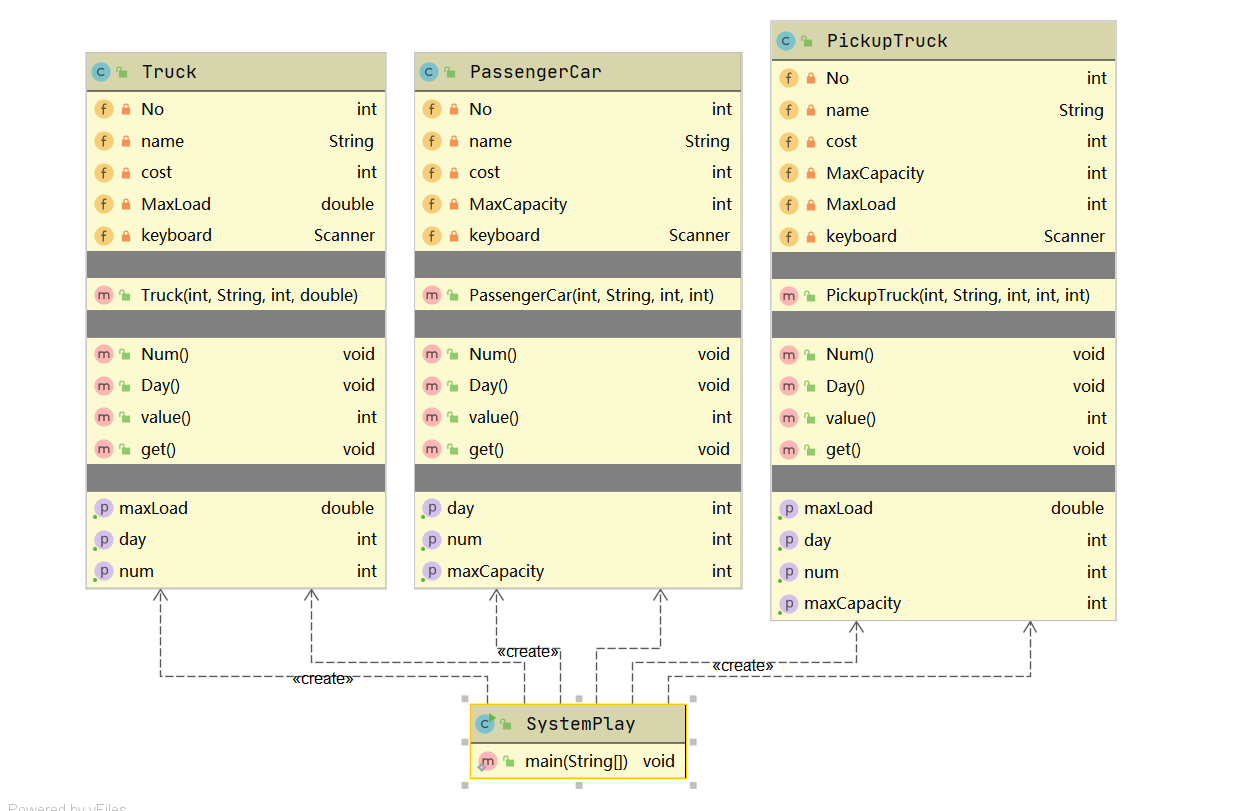 Truck
No int
name String
cost int
MaxLoad double
keyboard Scanner
Truck(int, String, int, double)
Num() void
Day() void
value() int
get() void
maxLoad double
day int
num int
PassengerCar
No int
name String
cost int
MaxCapacity int
keyboard Scanner
PassengerCar(int, String, int, int)
Num() void
Day() void
value() int
get() void
day int
num int
maxCapacity int
PickupTruck
No int
name String
cost int
MaxCapacity int
MaxLoad int
keyboard Scanner
PickupTruck(int, String, int, int, int)
Num() void
Day() void
value() int
get() void
maxLoad double
day int
num int
maxCapacity int
«create»
«create»
«create»
SystemPlay
main(String[]) void
Powered by yFiles